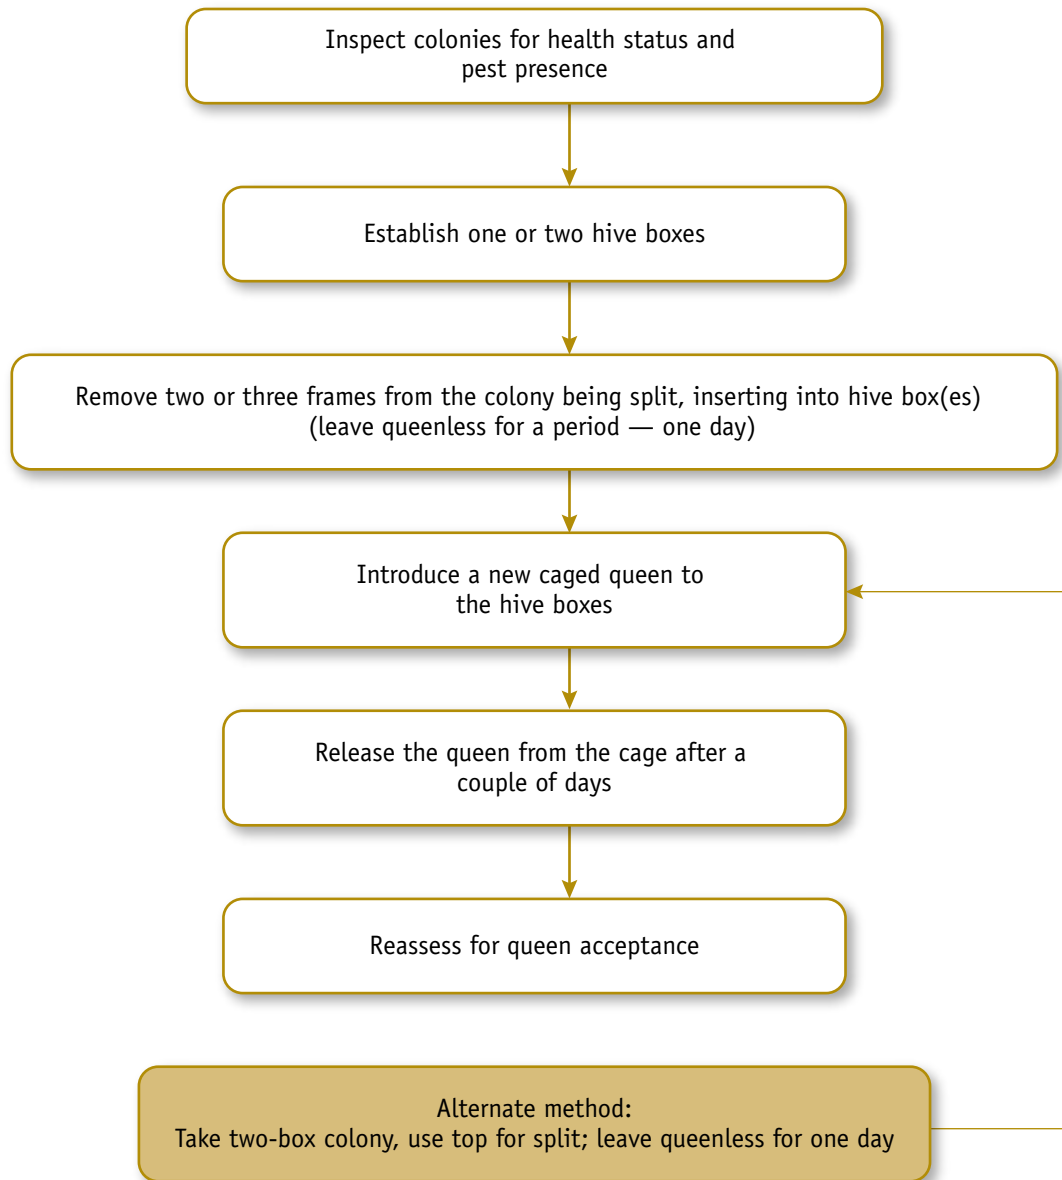 Inspect colonies for health status and
pest presence
Establish one or two hive boxes
Remove two or three frames from the colony being split, inserting into hive box(es)
(leave queenless for a period — one day)
Introduce a new caged queen to
the hive boxes
Release the queen from the cage after a
couple of days
Reassess for queen acceptance
Alternate method:
Take two-box colony, use top for split; leave queenless for one day